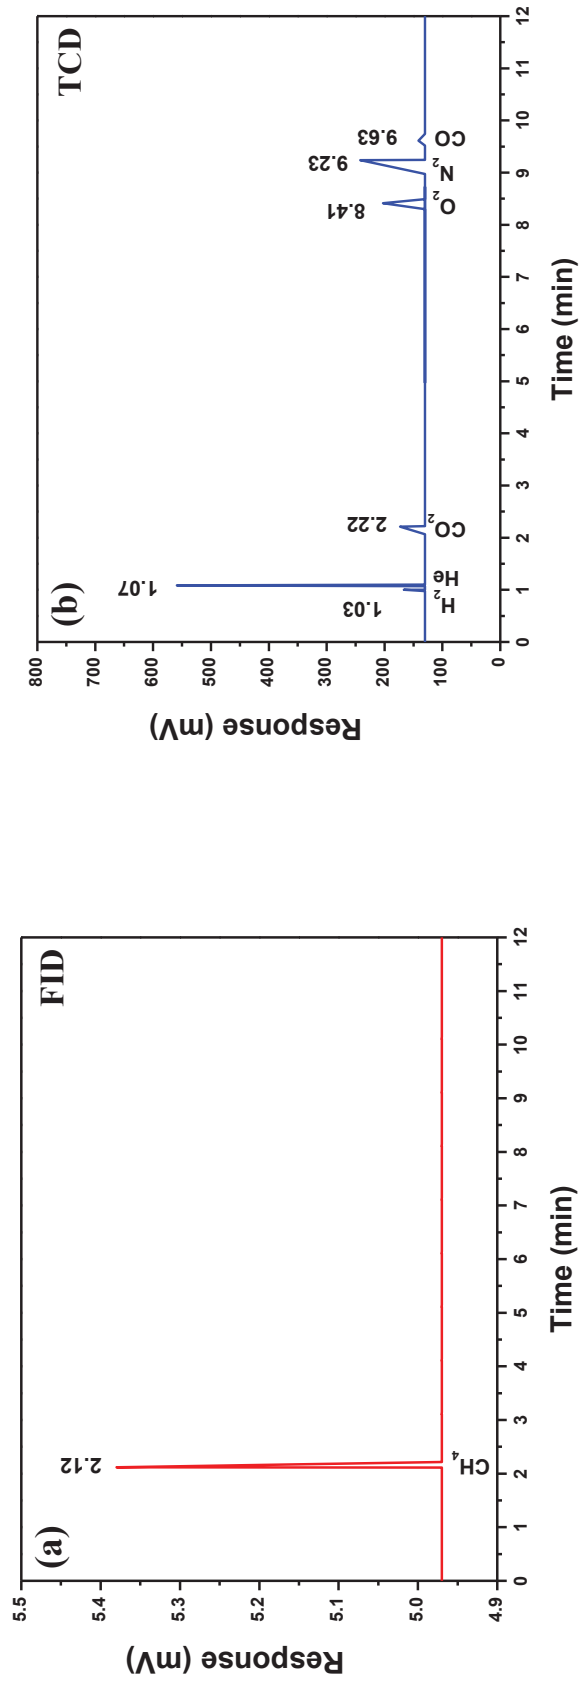 (a)
FID
Response (mV)
5.5
5.4
5.3
5.2
5.1
5.0
4.9
2.12
CH₄
0 1 2 3 4 5 6 7 8 9 10 11 12
Time (min)
(b)
TCD
Response (mV)
800
700
600
500
400
300
200
100
0
1.07
1.03
2.22
8.41
9.23
9.63
H₂
He
CO₂
O₂
N₂
CO
0 1 2 3 4 5 6 7 8 9 10 11 12
Time (min)